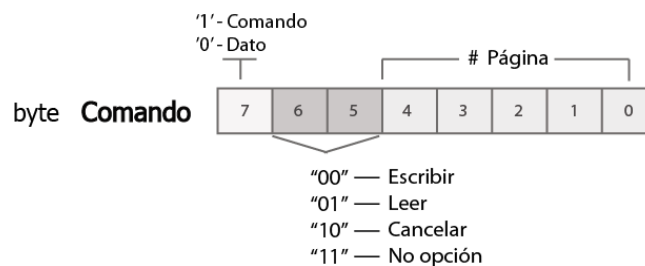 '1' - Comando
'0' - Dato
# Página
byte Comando
7 6 5 4 3 2 1 0
"00" — Escribir
"01" — Leer
"10" — Cancelar
"11" — No opción